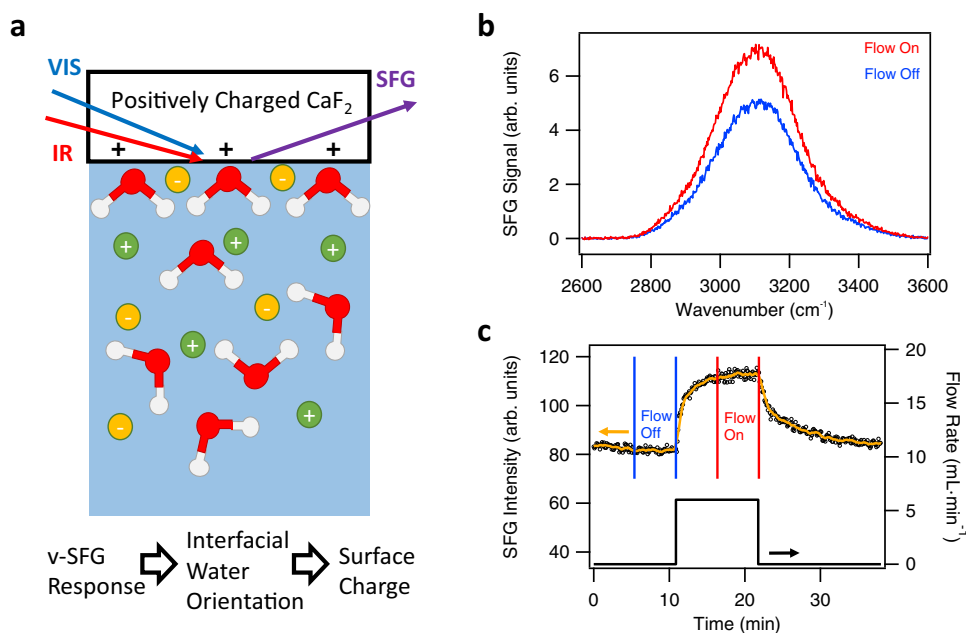 a
VIS
SFG
Positively Charged CaF₂
IR
+ + +
- -
+ + +
- -
+
- +
v-SFG Response
Interfacial Water Orientation
Surface Charge
b
Flow On
Flow Off
SFG Signal (arb. units)
6
4
2
0
2600 2800 3000 3200 3400 3600
Wavenumber (cm⁻¹)
c
SFG Intensity (arb. units)
120
100
80
60
40
Flow Off
Flow On
20
15
10
5
0
Flow Rate (mL·min⁻¹)
0 10 20 30
Time (min)